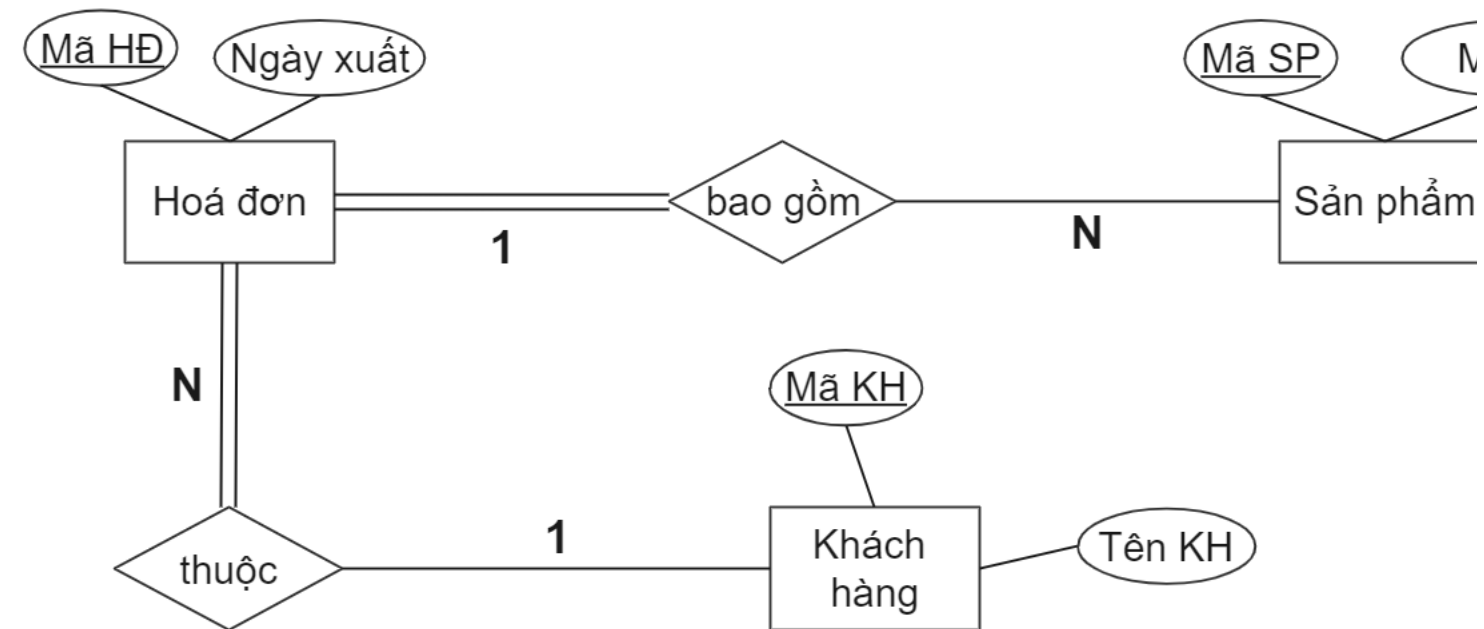 Mã HĐ
Ngày xuất
Mã SP
M
Hoá đơn
bao gồm
Sản phẩm
1
N
N
Mã KH
1
thuộc
Khách
hàng
Tên KH